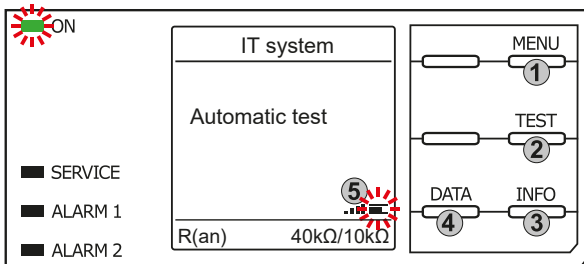 ON
IT system
Automatic test
5
R(an) 40kΩ/10kΩ
SERVICE
ALARM 1
ALARM 2
MENU
1
TEST
2
DATA INFO
4 3